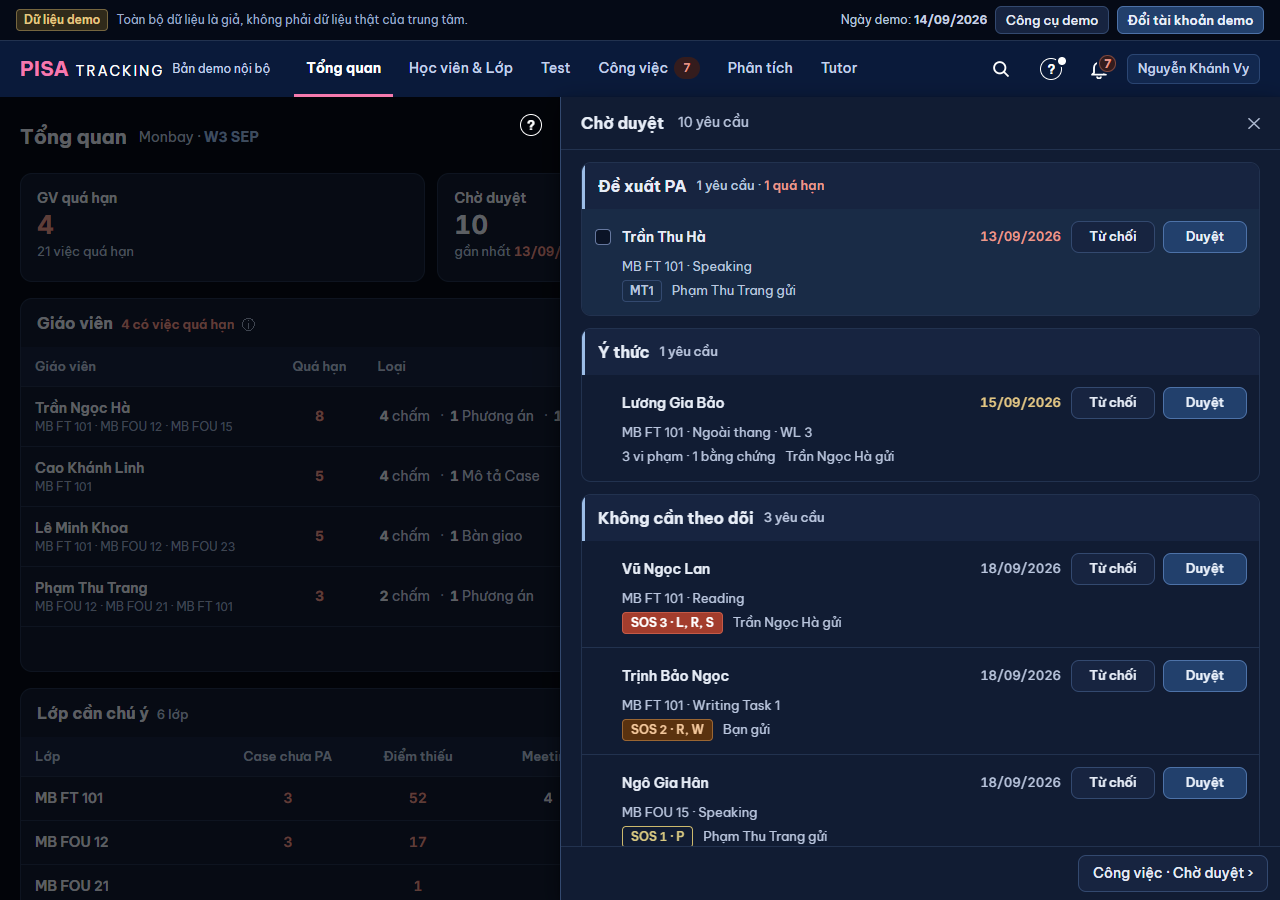 Dữ liệu demo Toàn bộ dữ liệu là giả, không phải dữ liệu thật của trung tâm. Ngày demo: 14/09/2026 Công cụ demo Đổi tài khoản demo
PISA TRACKING Bản demo nội bộ Tổng quan Học viên & Lớp Test Công việc 7 Phân tích Tutor ? 7 Nguyễn Khánh Vy
Tổng quan Monbay · W3 SEP ?
GV quá hạn
4
21 việc quá hạn
Chờ duyệt
10
gần nhất 13/09/
Giáo viên 4 có việc quá hạn
Giáo viên Quá hạn Loại
Trần Ngọc Hà 8 4 chấm · 1 Phương án · 1
MB FT 101 · MB FOU 12 · MB FOU 15
Cao Khánh Linh 5 4 chấm · 1 Mô tả Case
MB FT 101
Lê Minh Khoa 5 4 chấm · 1 Bàn giao
MB FT 101 · MB FOU 12 · MB FOU 23
Phạm Thu Trang 3 2 chấm · 1 Phương án
MB FOU 12 · MB FOU 21 · MB FT 101
Lớp cần chú ý 6 lớp
Lớp Case chưa PA Điểm thiếu Meeti
MB FT 101 3 52 4
MB FOU 12 3 17
MB FOU 21 1
Chờ duyệt 10 yêu cầu
Đề xuất PA 1 yêu cầu · 1 quá hạn
Trần Thu Hà 13/09/2026 Từ chối Duyệt
MB FT 101 · Speaking
MT1 Phạm Thu Trang gửi
Ý thức 1 yêu cầu
Lương Gia Bảo 15/09/2026 Từ chối Duyệt
MB FT 101 · Ngoài thang · WL 3
3 vi phạm · 1 bằng chứng Trần Ngọc Hà gửi
Không cần theo dõi 3 yêu cầu
Vũ Ngọc Lan 18/09/2026 Từ chối Duyệt
MB FT 101 · Reading
SOS 3 · L, R, S Trần Ngọc Hà gửi
Trịnh Bảo Ngọc 18/09/2026 Từ chối Duyệt
MB FT 101 · Writing Task 1
SOS 2 · R, W Bạn gửi
Ngô Gia Hân 18/09/2026 Từ chối Duyệt
MB FOU 15 · Speaking
SOS 1 · P Phạm Thu Trang gửi
Công việc · Chờ duyệt ›